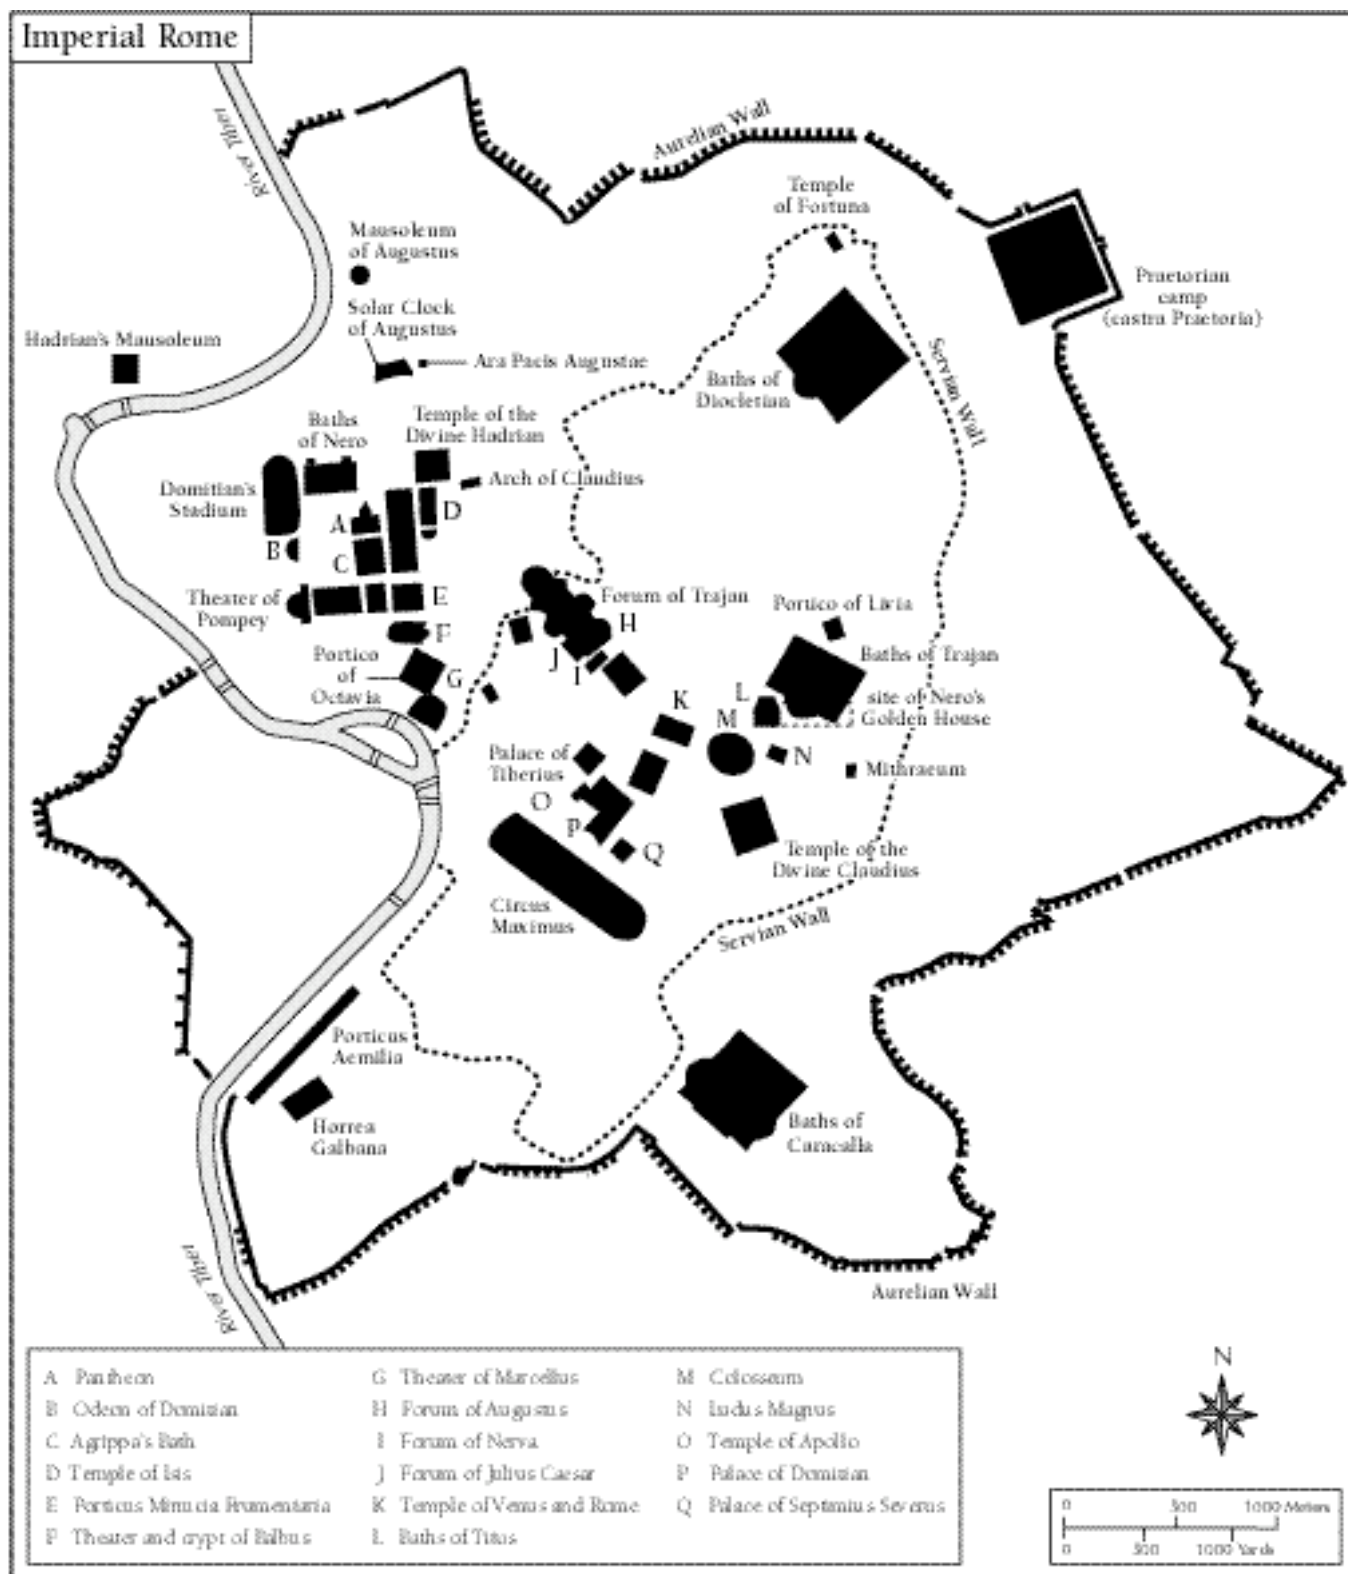 Imperial Rome
River Tiber
Aurelian Wall
Temple
of Fortuna
Mausoleum
of Augustus
Praetorian
camp
(castra Praetoria)
Solar Clock
of Augustus
Hadrian's Mausoleum
Ara Pacis Augustae
Servian Wall
Baths of
Diocletian
Baths
of Nero
Temple of the
Divine Hadrian
Domitian's
Stadium
Arch of Claudius
A
D
B
C
Theater of
Pompey
E
Forum of Trajan
Portico of Livia
F
H
Portico
of
Octavia
J
I
G
Baths of Trajan
K
L
M
site of Nero's
Golden House
Palace of
Tiberius
N
Mithraeum
O
P
Q
Temple of the
Divine Claudius
Circus
Maximus
Servian Wall
Porticus
Aemilia
Horrea
Galbana
Baths of
Caracalla
River Tiber
Aurelian Wall
A Pantheon
B Odeon of Domitian
C Agrippa's Bath
D Temple of Isis
E Porticus Minucia Frumentaria
F Theater and crypt of Balbus
G Theater of Marcellus
H Forum of Augustus
I Forum of Nerva
J Forum of Julius Caesar
K Temple of Venus and Rome
L Baths of Titus
M Colosseum
N Ludus Magnus
O Temple of Apollo
P Palace of Domitian
Q Palace of Septimius Severus
N
0 500 1000 Meters
0 500 1000 Yards